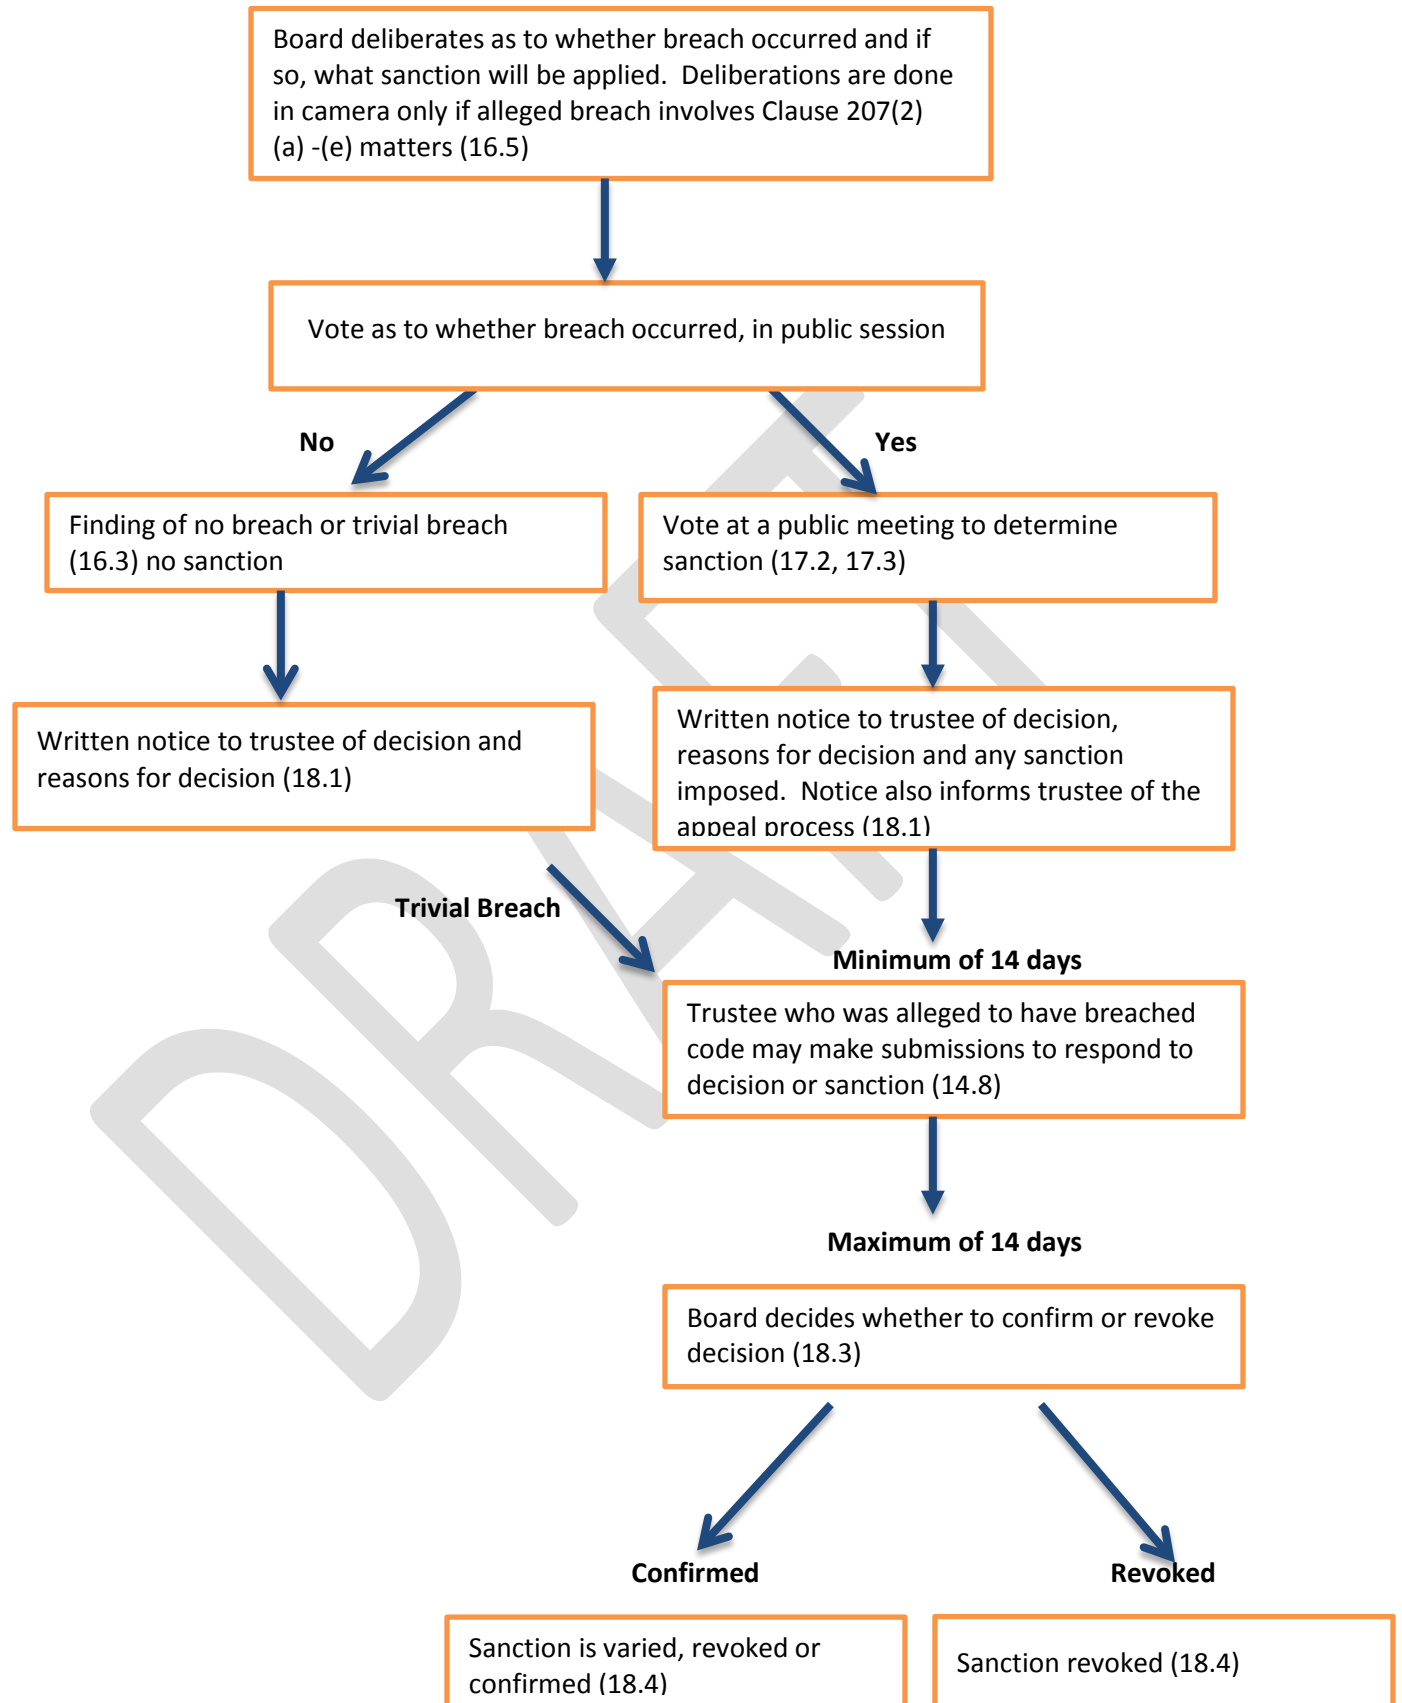 Board deliberates as to whether breach occurred and if
so, what sanction will be applied.  Deliberations are done
in camera only if alleged breach involves Clause 207(2)
(a) -(e) matters (16.5)
Vote as to whether breach occurred, in public session
No
Yes
Finding of no breach or trivial breach
(16.3) no sanction
Vote at a public meeting to determine
sanction (17.2, 17.3)
Written notice to trustee of decision and
reasons for decision (18.1)
Written notice to trustee of decision,
reasons for decision and any sanction
imposed.  Notice also informs trustee of the
appeal process (18.1)
Trivial Breach
Minimum of 14 days
Trustee who was alleged to have breached
code may make submissions to respond to
decision or sanction (14.8)
Maximum of 14 days
Board decides whether to confirm or revoke
decision (18.3)
Confirmed
Revoked
Sanction is varied, revoked or
confirmed (18.4)
Sanction revoked (18.4)
DRAFT